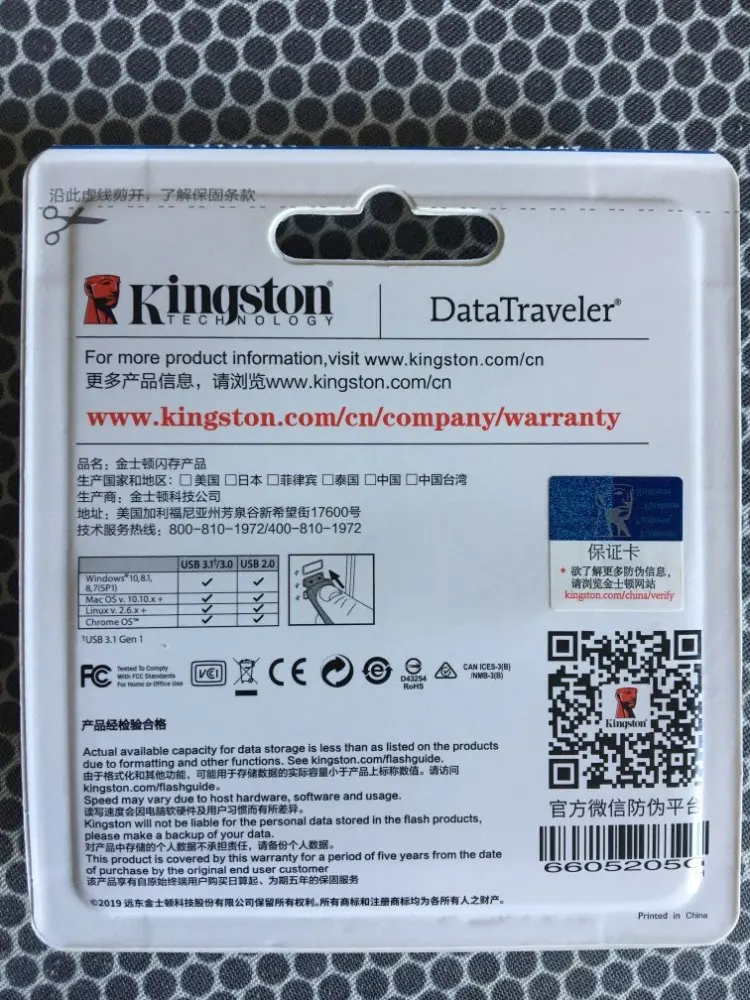 沿此虚线剪开，了解保固条款
Kingston®
TECHNOLOGY
DataTraveler®
For more product information,visit www.kingston.com/cn
更多产品信息，请浏览www.kingston.com/cn
www.kingston.com/cn/company/warranty
品名：金士顿闪存产品
生产国家和地区：□美国 □日本 □菲律宾 □泰国 □中国 □中国台湾
生产商：金士顿科技公司
地址：美国加利福尼亚州芳泉谷新希望街17600号
技术服务热线：800-810-1972/400-810-1972
USB 3.1†/3.0 USB 2.0
Windows® 10,8.1, 8,7(SP1) ✓ ✓
Mac OS v. 10.10.x + ✓ ✓
Linux v. 2.6.x + ✓ ✓
Chrome OS™ ✓ ✓
†USB 3.1 Gen 1
Kingston
保证卡
* 欲了解更多防伪信息，
请浏览金士顿网站
kingston.com/china/verify
FC
Tested To Comply
With FCC Standards
For Home or Office Use
VCI
CE
e
D43254
RoHS
CAN ICES-3(B)
/NMB-3(B)
Kingston
官方微信防伪平台
产品经检验合格
Actual available capacity for data storage is less than as listed on the products
due to formatting and other functions. See kingston.com/flashguide.
由于格式化和其他功能，可能用于存储数据的实际容量小于产品上标称数值。请访问
kingston.com/flashguide。
Speed may vary due to host hardware, software and usage.
读写速度会因电脑软硬件及用户习惯而有所差异。
Kingston will not be liable for the personal data stored in the flash products,
please make a backup of your data.
对产品中存储的个人数据不承担责任，请备份个人数据。
This product is covered by this warranty for a period of five years from the date
of purchase by the original end user customer
该产品享有自原始终端用户购买日算起、为期五年的保固服务
©2019 远东金士顿科技股份有限公司保留所有权利。所有商标和注册商标均为各所有人之财产。
6605205
Printed in China